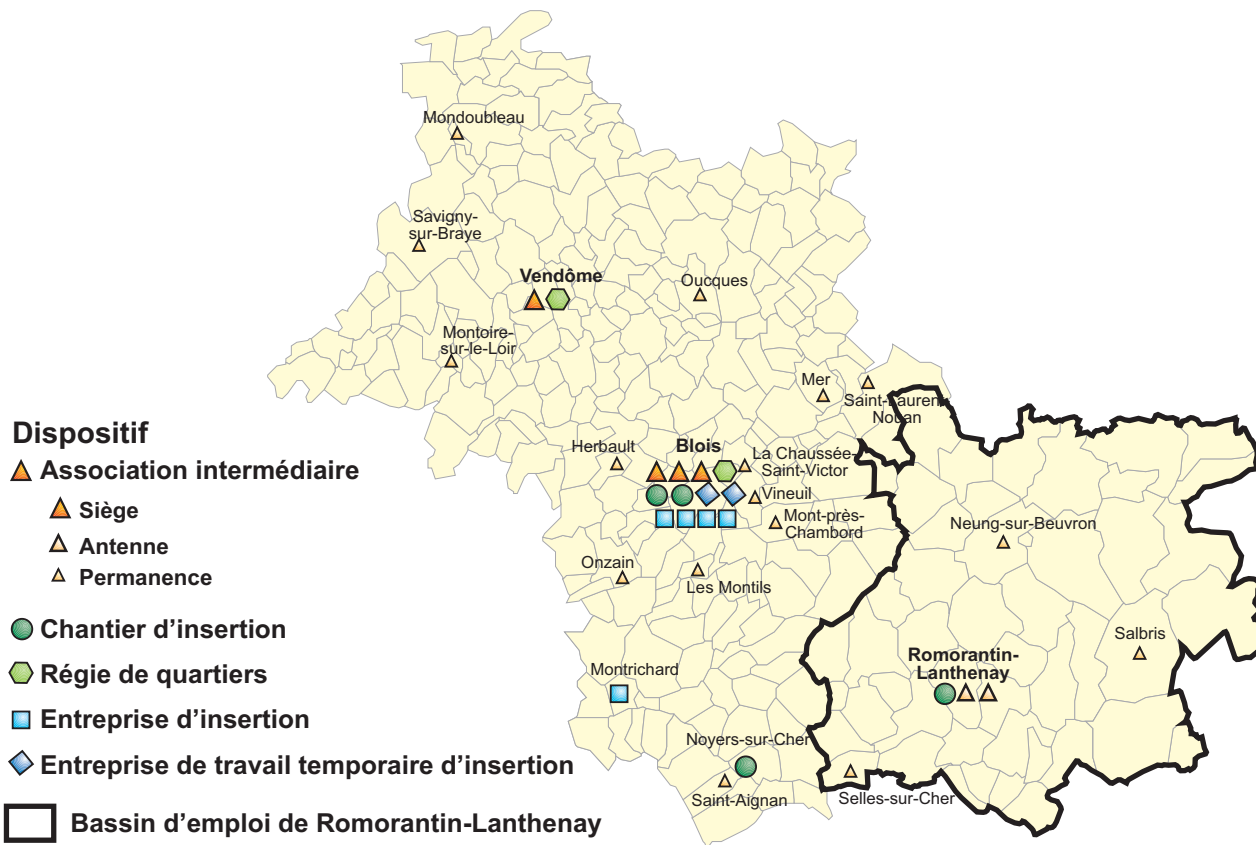 Mondoubleau
Savigny-
sur-Braye
Vendôme
Oucques
Montoire-
sur-le-Loir
Mer
Saint-Laurent-
Nouan
Herbault
Blois
La Chaussée-
Saint-Victor
Vineuil
Mont-près-
Chambord
Onzain
Les Montils
Neung-sur-Beuvron
Salbris
Romorantin-
Lanthenay
Montrichard
Noyers-sur-Cher
Saint-Aignan
Selles-sur-Cher
Dispositif
Association intermédiaire
Siège
Antenne
Permanence
Chantier d'insertion
Régie de quartiers
Entreprise d'insertion
Entreprise de travail temporaire d'insertion
Bassin d'emploi de Romorantin-Lanthenay